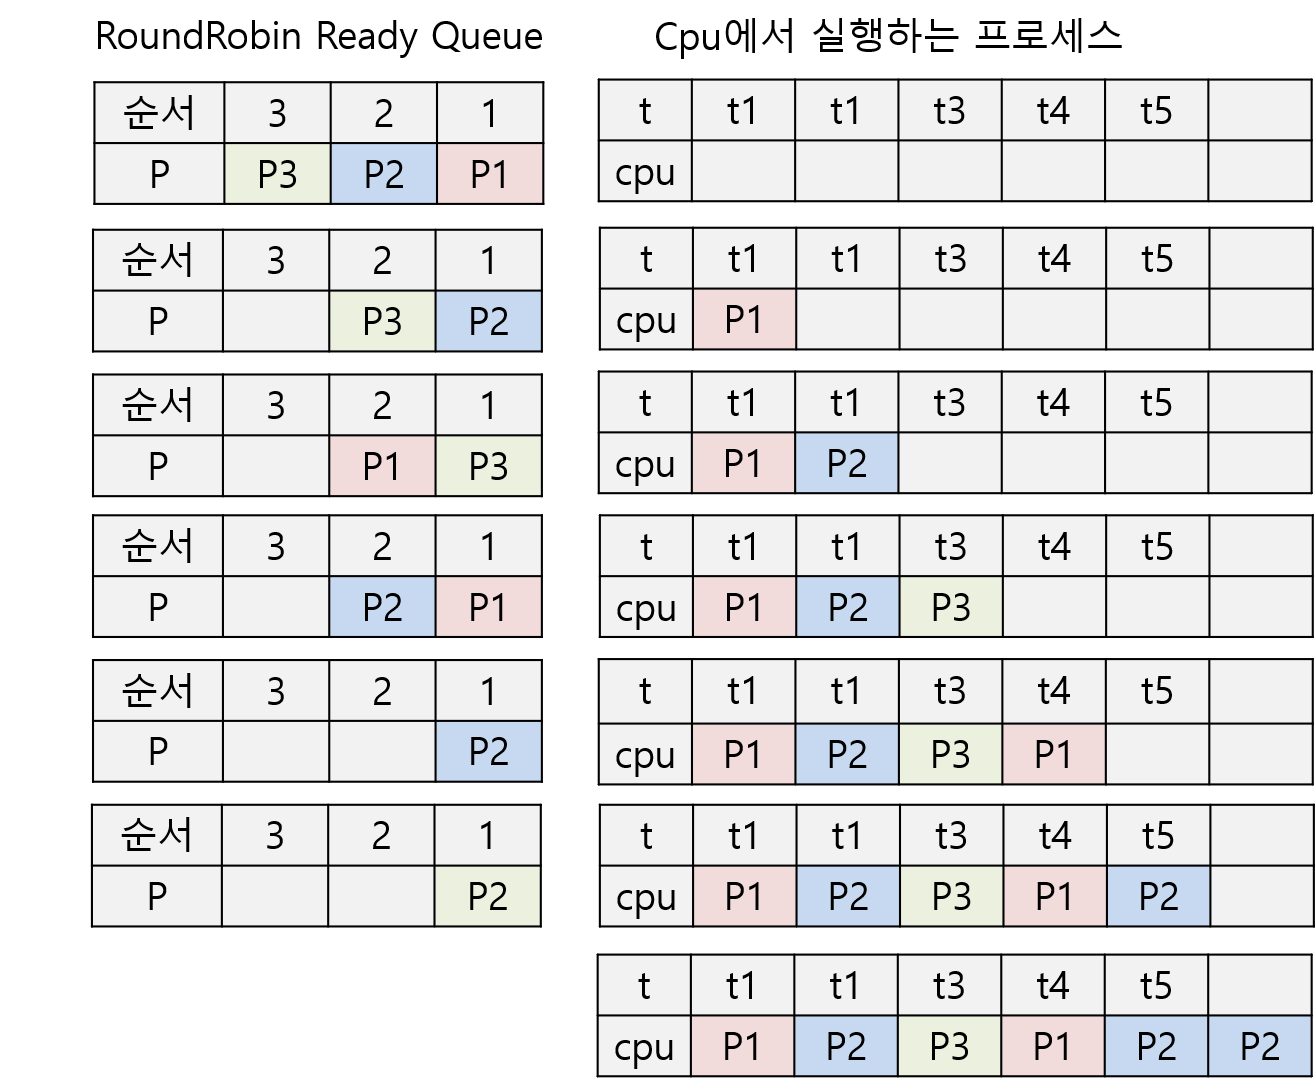 RoundRobin Ready Queue
Cpu에서 실행하는 프로세스
순서 3 2 1
P P3 P2 P1
t t1 t1 t3 t4 t5
cpu
순서 3 2 1
P P3 P2
t t1 t1 t3 t4 t5
cpu P1
순서 3 2 1
P P1 P3
t t1 t1 t3 t4 t5
cpu P1 P2
순서 3 2 1
P P2 P1
t t1 t1 t3 t4 t5
cpu P1 P2 P3
순서 3 2 1
P P2
t t1 t1 t3 t4 t5
cpu P1 P2 P3 P1
순서 3 2 1
P P2
t t1 t1 t3 t4 t5
cpu P1 P2 P3 P1 P2
t t1 t1 t3 t4 t5
cpu P1 P2 P3 P1 P2 P2